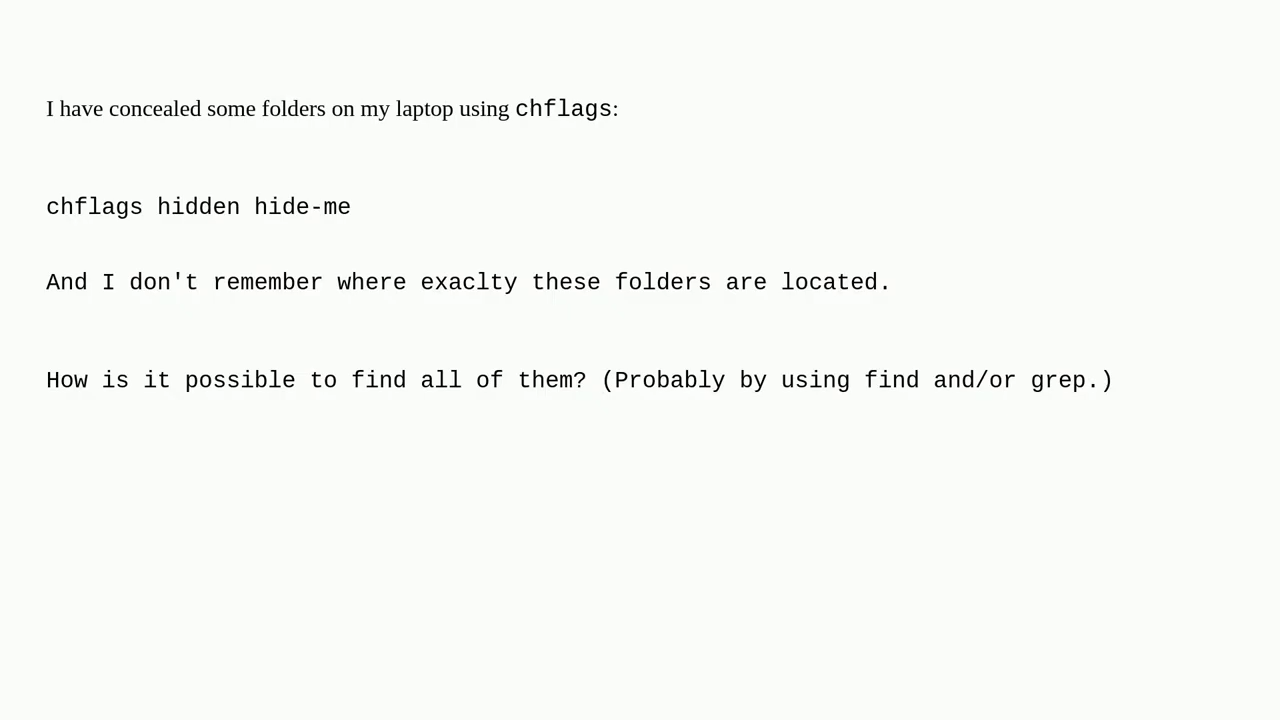 I have concealed some folders on my laptop using chflags:
chflags hidden hide-me
And I don't remember where exaclty these folders are located.
How is it possible to find all of them? (Probably by using find and/or grep.)